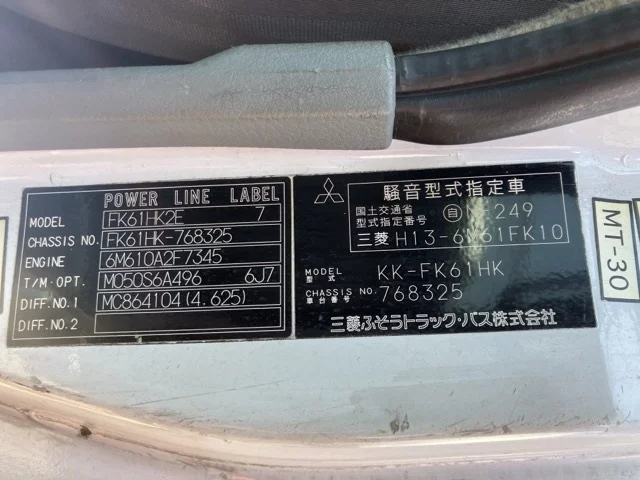 POWER LINE LABEL
MODEL FK61HK2E 7
CHASSIS NO. FK61HK-768325
ENGINE 6M610A2F7345
T/M·OPT. M050S6A496 6J7
DIFF.NO.1 MC864104(4.625)
DIFF.NO.2
騒音型式指定車
国土交通省
型式指定番号 自 249
三菱 H13-6M61FK10
MODEL
型式 KK-FK61HK
CHASSIS NO.
車台番号 768325
三菱ふそうトラック・バス株式会社
MT-30